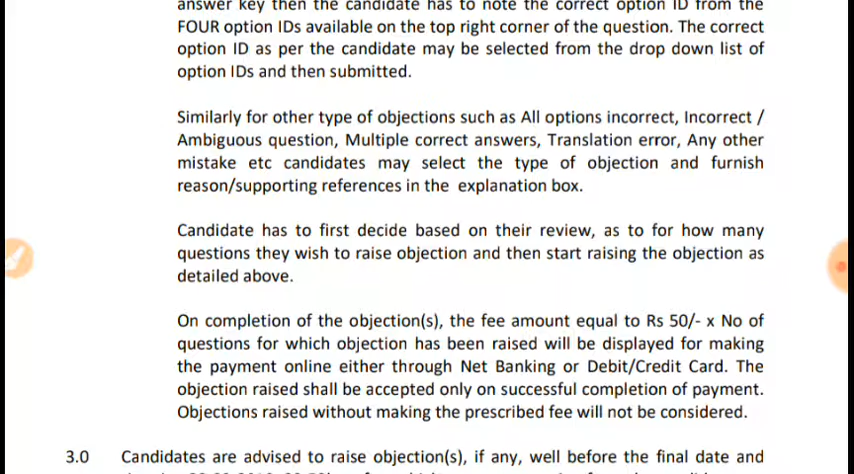 answer key then the candidate has to note the correct option ID from the
FOUR option IDs available on the top right corner of the question. The correct
option ID as per the candidate may be selected from the drop down list of
option IDs and then submitted.
Similarly for other type of objections such as All options incorrect, Incorrect /
Ambiguous question, Multiple correct answers, Translation error, Any other
mistake etc candidates may select the type of objection and furnish
reason/supporting references in the explanation box.
Candidate has to first decide based on their review, as to for how many
questions they wish to raise objection and then start raising the objection as
detailed above.
On completion of the objection(s), the fee amount equal to Rs 50/- x No of
questions for which objection has been raised will be displayed for making
the payment online either through Net Banking or Debit/Credit Card. The
objection raised shall be accepted only on successful completion of payment.
Objections raised without making the prescribed fee will not be considered.
3.0 Candidates are advised to raise objection(s), if any, well before the final date and